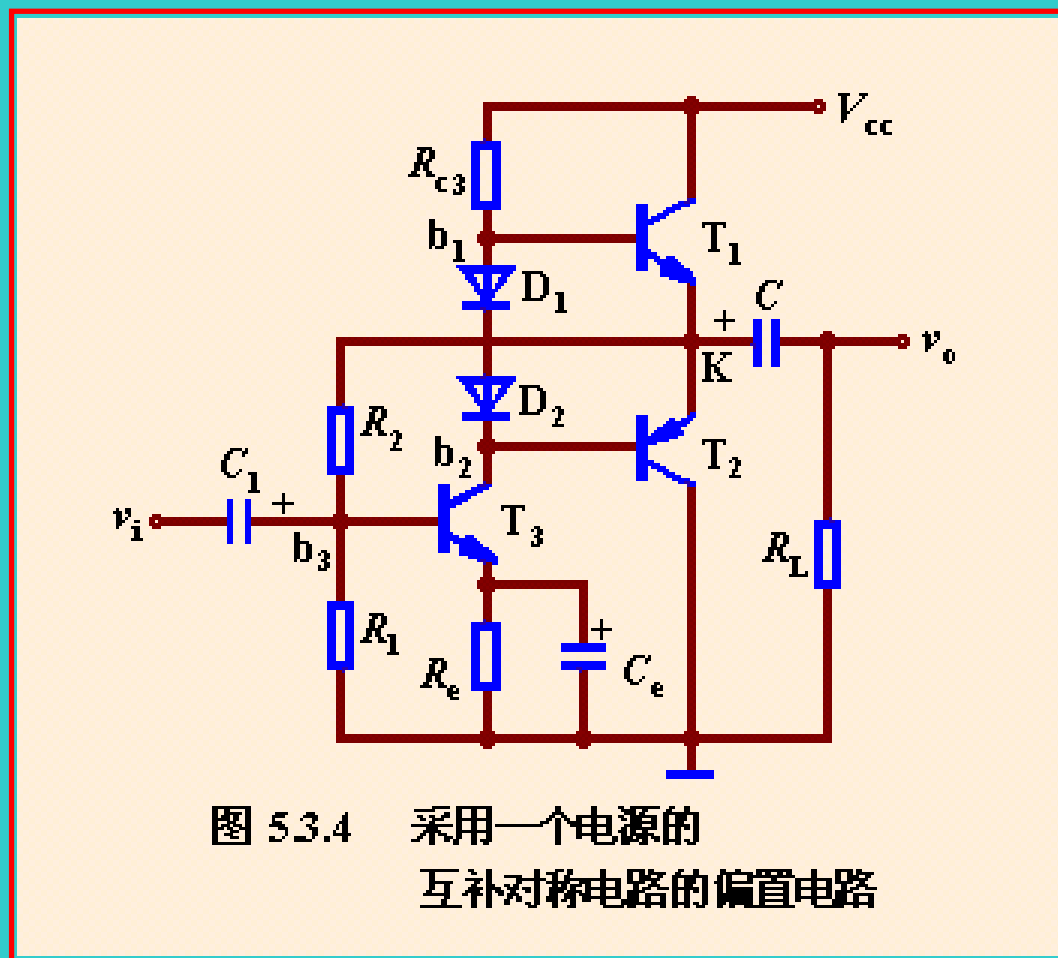 Vcc
Rc3
b1
T1
D1
C
+
vo
K
R2
D2
b2
T2
C1
+
vi
b3
T3
RL
R1
+
Re
Ce
图 5.3.4 采用一个电源的
互补对称电路的偏置电路